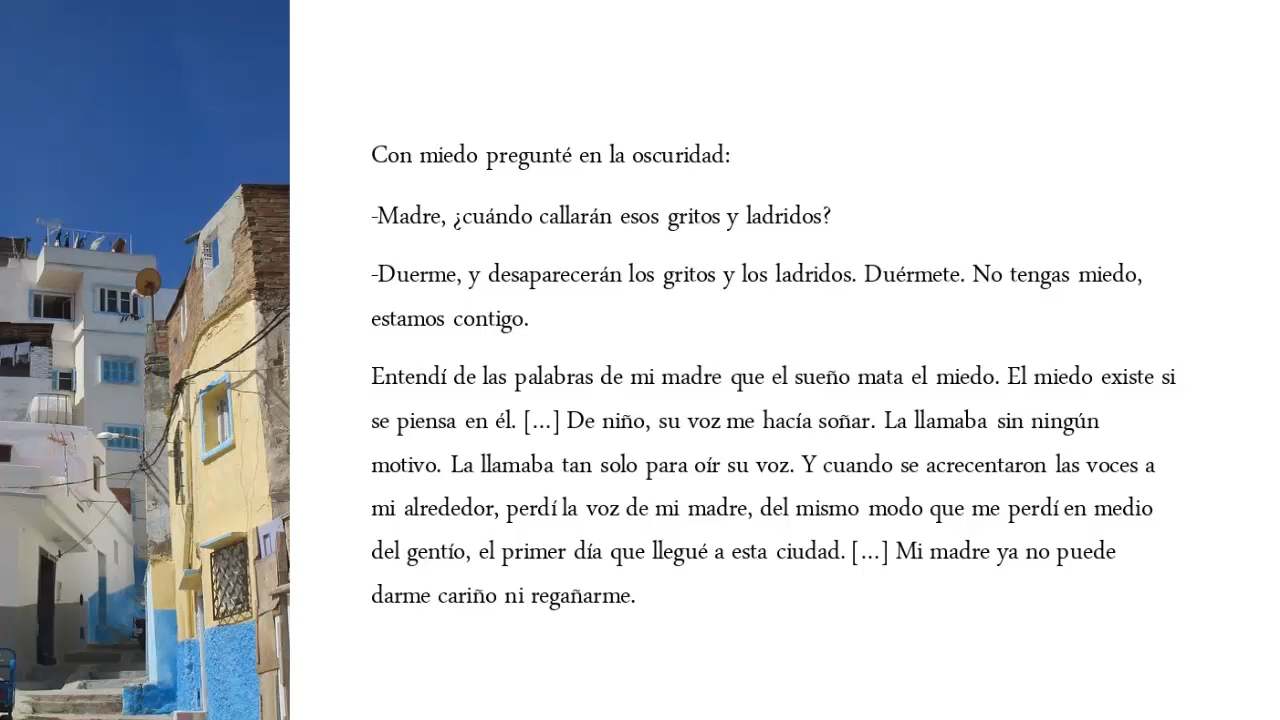 Con miedo pregunté en la oscuridad:
-Madre, ¿cuándo callarán esos gritos y ladridos?
-Duerme, y desaparecerán los gritos y los ladridos. Duérmete. No tengas miedo,
estamos contigo.
Entendí de las palabras de mi madre que el sueño mata el miedo. El miedo existe si
se piensa en él. [...] De niño, su voz me hacía soñar. La llamaba sin ningún
motivo. La llamaba tan solo para oír su voz. Y cuando se acrecentaron las voces a
mi alrededor, perdí la voz de mi madre, del mismo modo que me perdí en medio
del gentío, el primer día que llegué a esta ciudad. [...] Mi madre ya no puede
darme cariño ni regañarme.